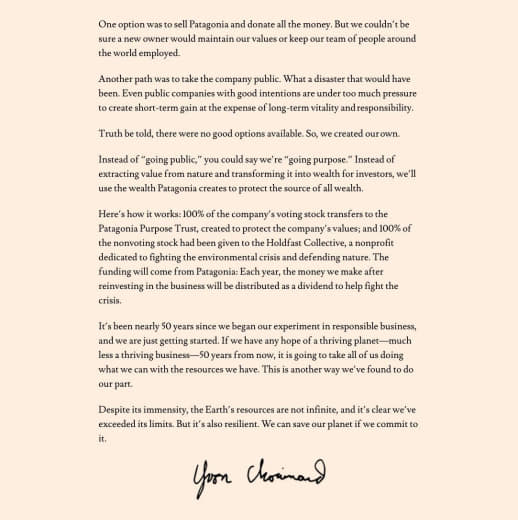 One option was to sell Patagonia and donate all the money. But we couldn't be
sure a new owner would maintain our values or keep our team of people around
the world employed.
Another path was to take the company public. What a disaster that would have
been. Even public companies with good intentions are under too much pressure
to create short-term gain at the expense of long-term vitality and responsibility.
Truth be told, there were no good options available. So, we created our own.
Instead of “going public,” you could say we're “going purpose.” Instead of
extracting value from nature and transforming it into wealth for investors, we'll
use the wealth Patagonia creates to protect the source of all wealth.
Here's how it works: 100% of the company's voting stock transfers to the
Patagonia Purpose Trust, created to protect the company's values; and 100% of
the nonvoting stock had been given to the Holdfast Collective, a nonprofit
dedicated to fighting the environmental crisis and defending nature. The
funding will come from Patagonia: Each year, the money we make after
reinvesting in the business will be distributed as a dividend to help fight the
crisis.
It's been nearly 50 years since we began our experiment in responsible business,
and we are just getting started. If we have any hope of a thriving planet—much
less a thriving business—50 years from now, it is going to take all of us doing
what we can with the resources we have. This is another way we've found to do
our part.
Despite its immensity, the Earth's resources are not infinite, and it's clear we've
exceeded its limits. But it's also resilient. We can save our planet if we commit to
it.
Yvon Chouinard